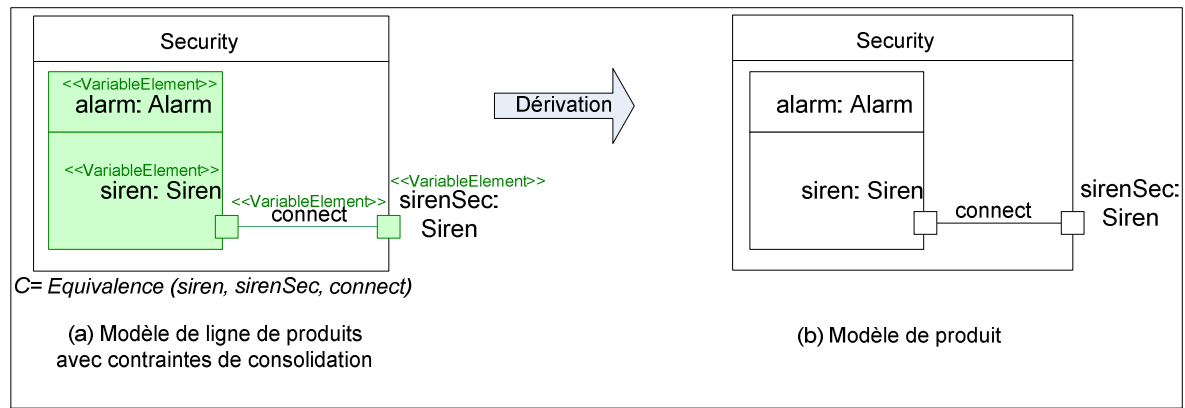 Security
<<VariableElement>>
alarm: Alarm
<<VariableElement>>
siren: Siren
<<VariableElement>>
connect
<<VariableElement>>
sirenSec:
Siren
C= Equivalence (siren, sirenSec, connect)
(a) Modèle de ligne de produits
avec contraintes de consolidation
Dérivation
Security
alarm: Alarm
siren: Siren
connect
sirenSec:
Siren
(b) Modèle de produit